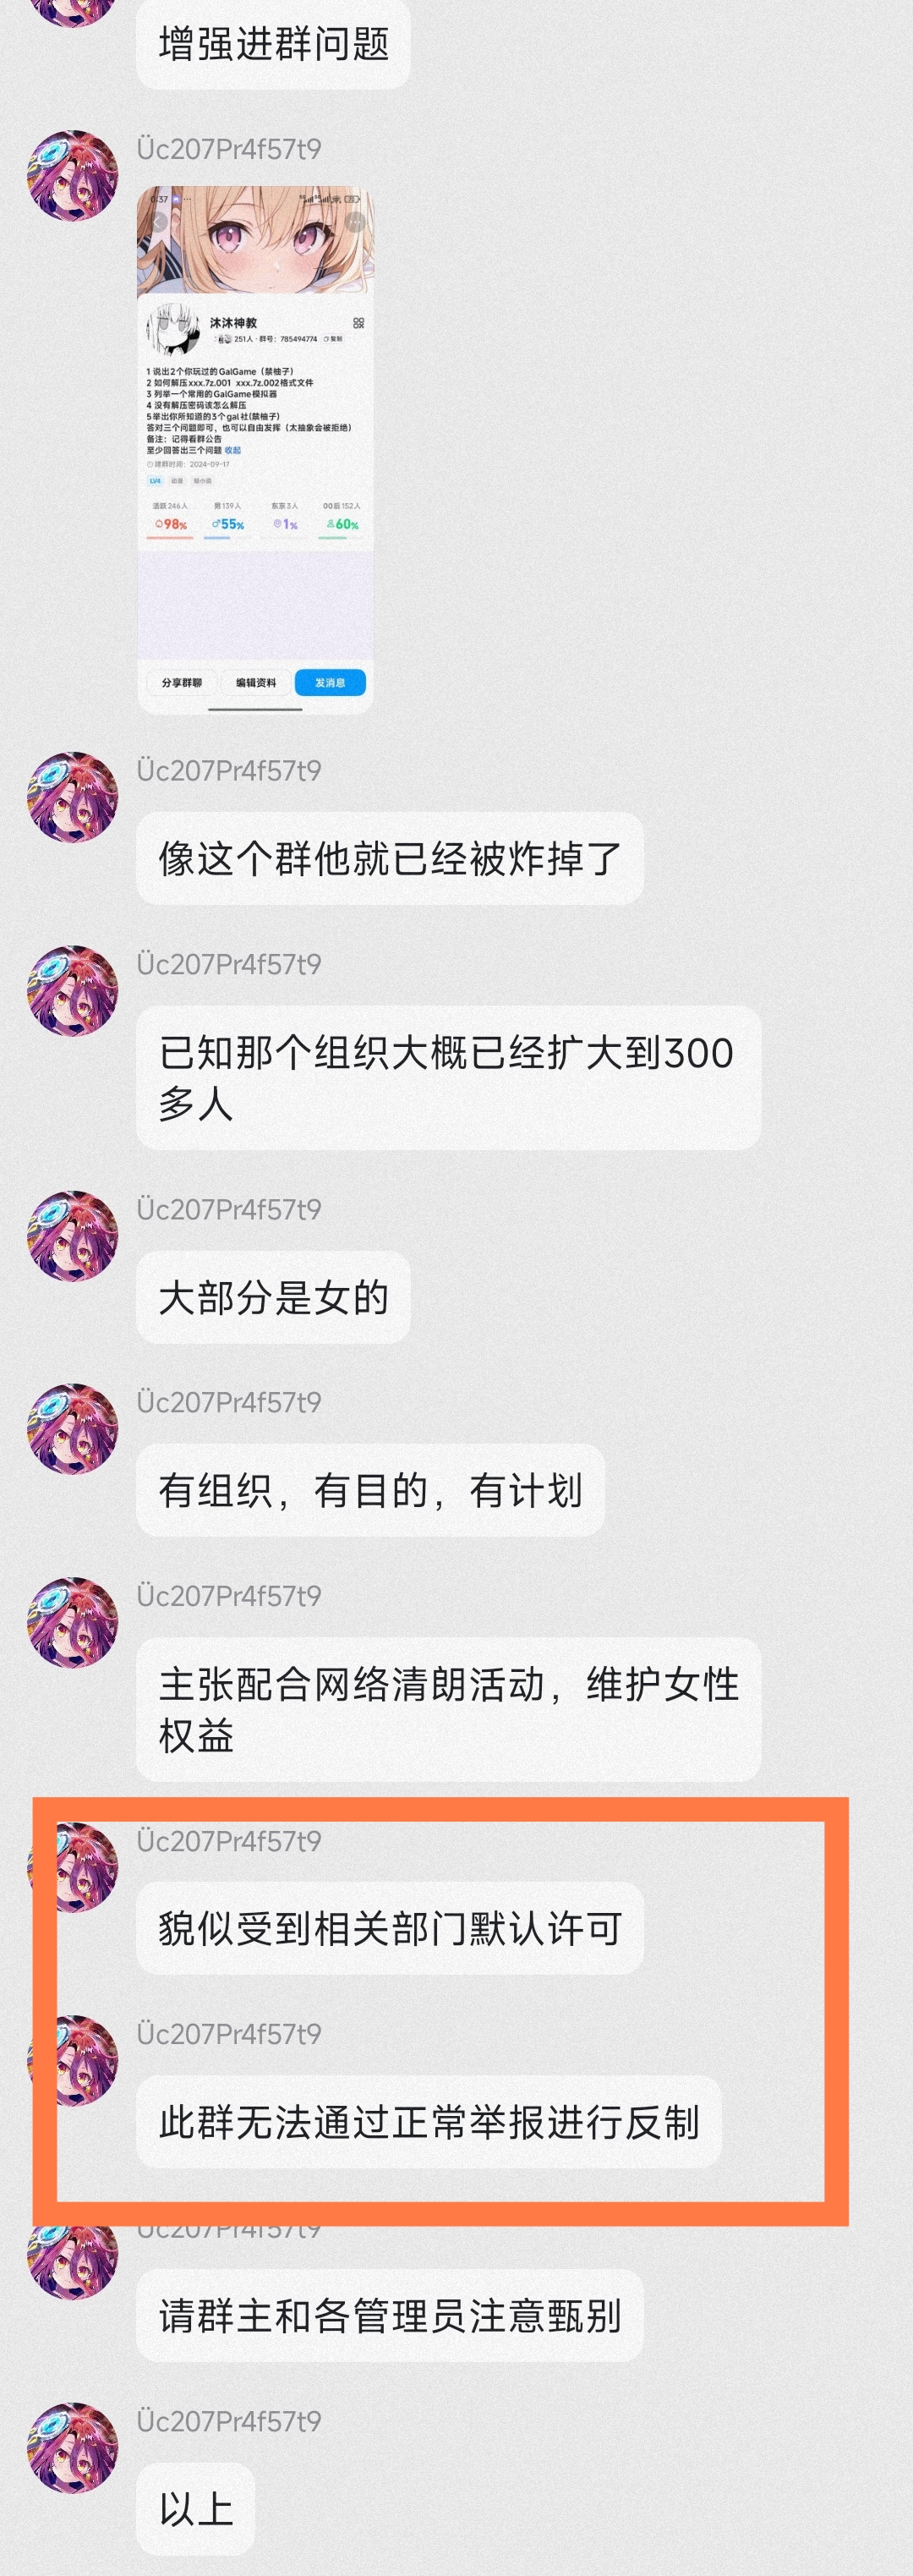 增强进群问题
Üc207Pr4f57t9
0:37
沐沐神教
251人·群号：785494774 复制
1 说出2个你玩过的GalGame（禁柚子）
2 如何解压xxx.7z.001 xxx.7z.002格式文件
3 列举一个常用的GalGame模拟器
4 没有解压密码该怎么解压
5举出你所知道的3个gal社(禁柚子)
答对三个问题即可，也可以自由发挥（太抽象会被拒绝）
备注：记得看群公告
至少回答出三个问题 收起
建群时间：2024-09-17
LV4 动漫 轻小说
活跃246人 男139人 东京3人 00后152人
98% 55% 1% 60%
分享群聊 编辑资料 发消息
Üc207Pr4f57t9
像这个群他就已经被炸掉了
Üc207Pr4f57t9
已知那个组织大概已经扩大到300
多人
Üc207Pr4f57t9
大部分是女的
Üc207Pr4f57t9
有组织，有目的，有计划
Üc207Pr4f57t9
主张配合网络清朗活动，维护女性
权益
Üc207Pr4f57t9
貌似受到相关部门默认许可
Üc207Pr4f57t9
此群无法通过正常举报进行反制
Üc207Pr4f57t9
请群主和各管理员注意甄别
Üc207Pr4f57t9
以上